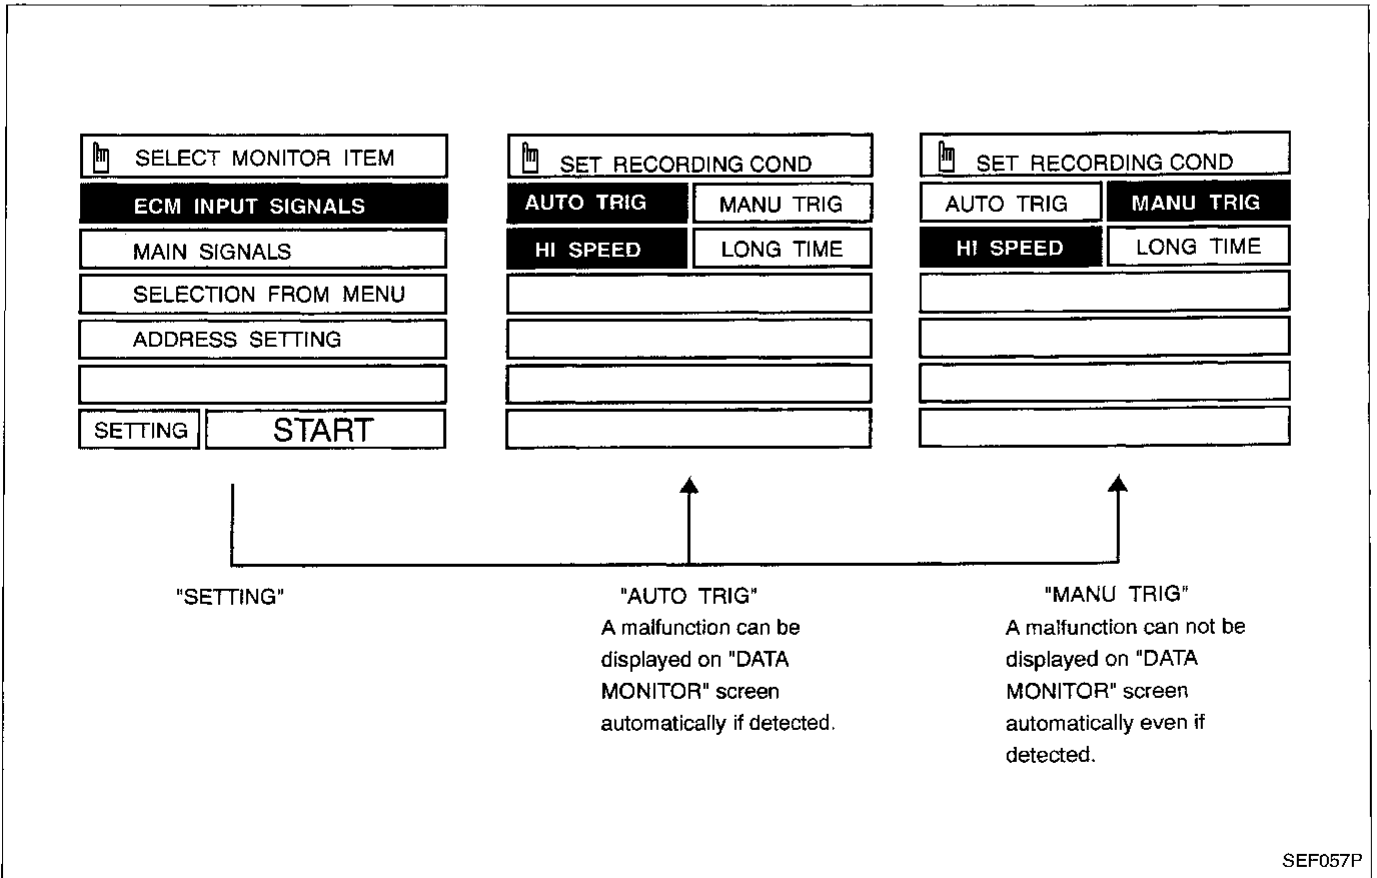 SELECT MONITOR ITEM
ECM INPUT SIGNALS
MAIN SIGNALS
SELECTION FROM MENU
ADDRESS SETTING
SETTING START
SET RECORDING COND
AUTO TRIG MANU TRIG
HI SPEED LONG TIME
SET RECORDING COND
AUTO TRIG MANU TRIG
HI SPEED LONG TIME
"SETTING"
"AUTO TRIG"
A malfunction can be
displayed on "DATA
MONITOR" screen
automatically if detected.
"MANU TRIG"
A malfunction can not be
displayed on "DATA
MONITOR" screen
automatically even if
detected.
SEF057P